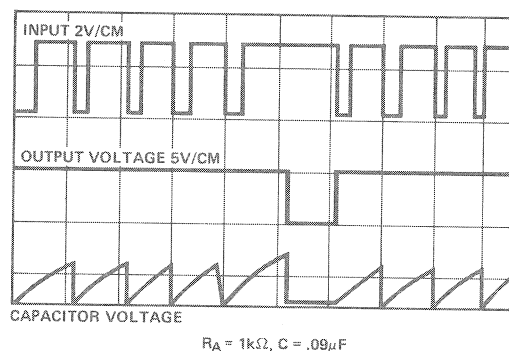 INPUT 2V/CM
OUTPUT VOLTAGE 5V/CM
CAPACITOR VOLTAGE
RA = 1kΩ, C = .09μF